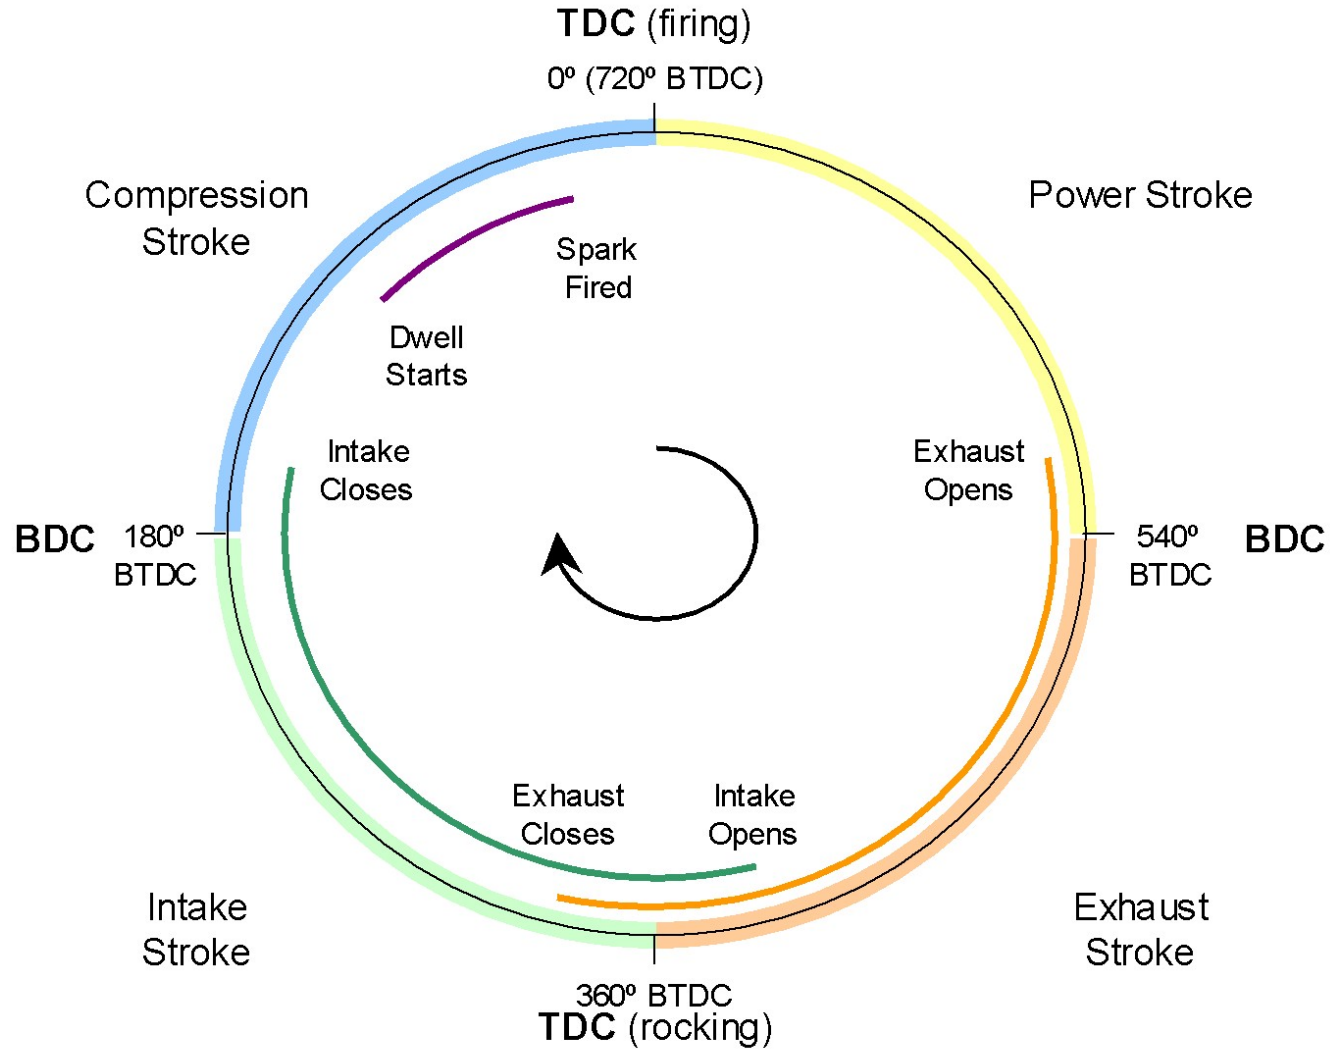 TDC (firing)
0º (720º BTDC)
Compression
Stroke
Power Stroke
Spark
Fired
Dwell
Starts
Intake
Closes
Exhaust
Opens
BDC 180º
BTDC
540º BDC
BTDC
Exhaust
Closes
Intake
Opens
Intake
Stroke
Exhaust
Stroke
360º BTDC
TDC (rocking)